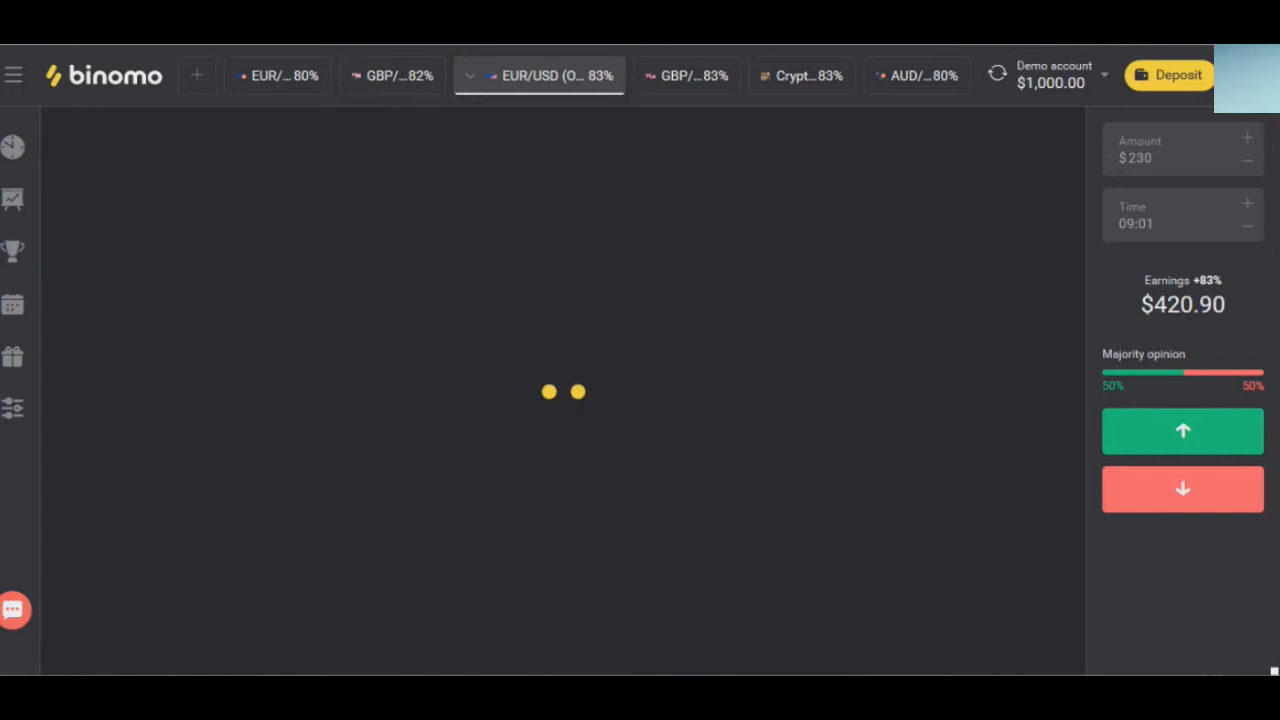 binomo
+
EUR/... 80%
GBP/...82%
EUR/USD (O... 83%
GBP/...83%
Crypt...83%
AUD/...80%
Demo account
$1,000.00
Deposit
Amount
$230
Time
09:01
Earnings +83%
$420.90
Majority opinion
50% 50%